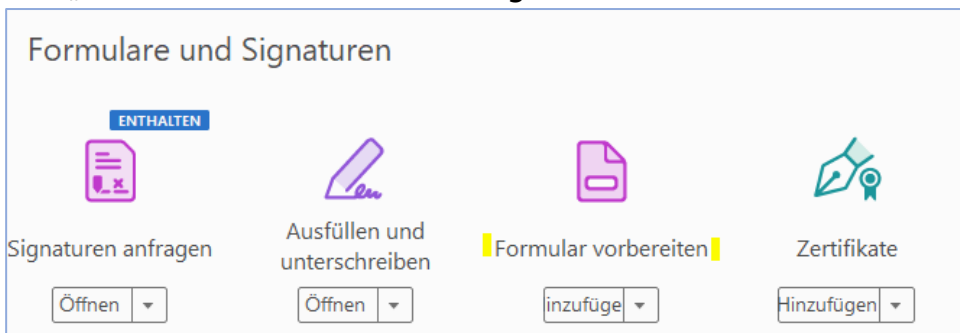 Formulare und Signaturen
ENTHALTEN
Signaturen anfragen
Öffnen
Ausfüllen und
unterschreiben
Öffnen
Formular vorbereiten
inzufüge
Zertifikate
Hinzufügen